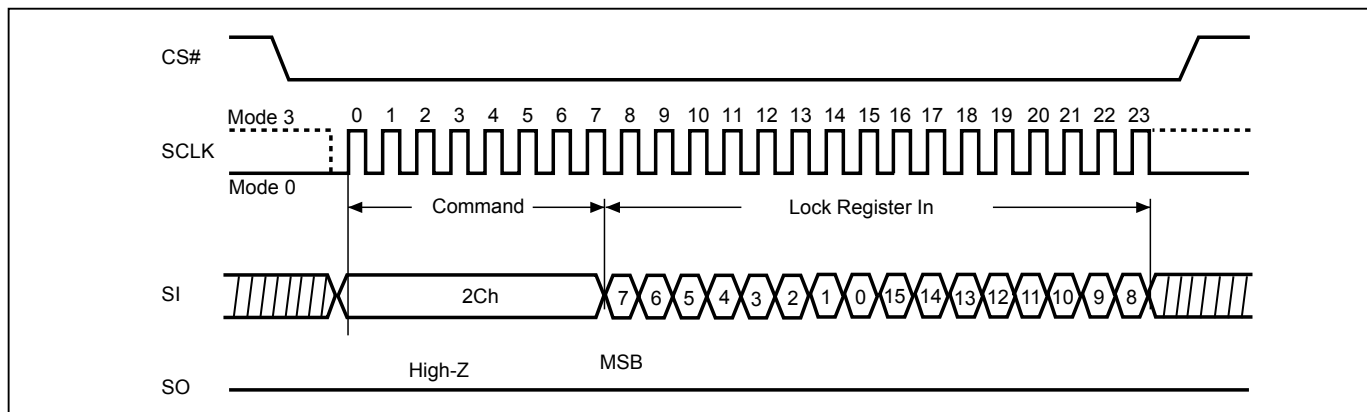 CS#
0 1 2 3 4 5 6 7 8 9 10 11 12 13 14 15 16 17 18 19 20 21 22 23
Mode 3
SCLK
Mode 0
Command
Lock Register In
SI
2Ch
7 6 5 4 3 2 1 0 15 14 13 12 11 10 9 8
High-Z
MSB
SO